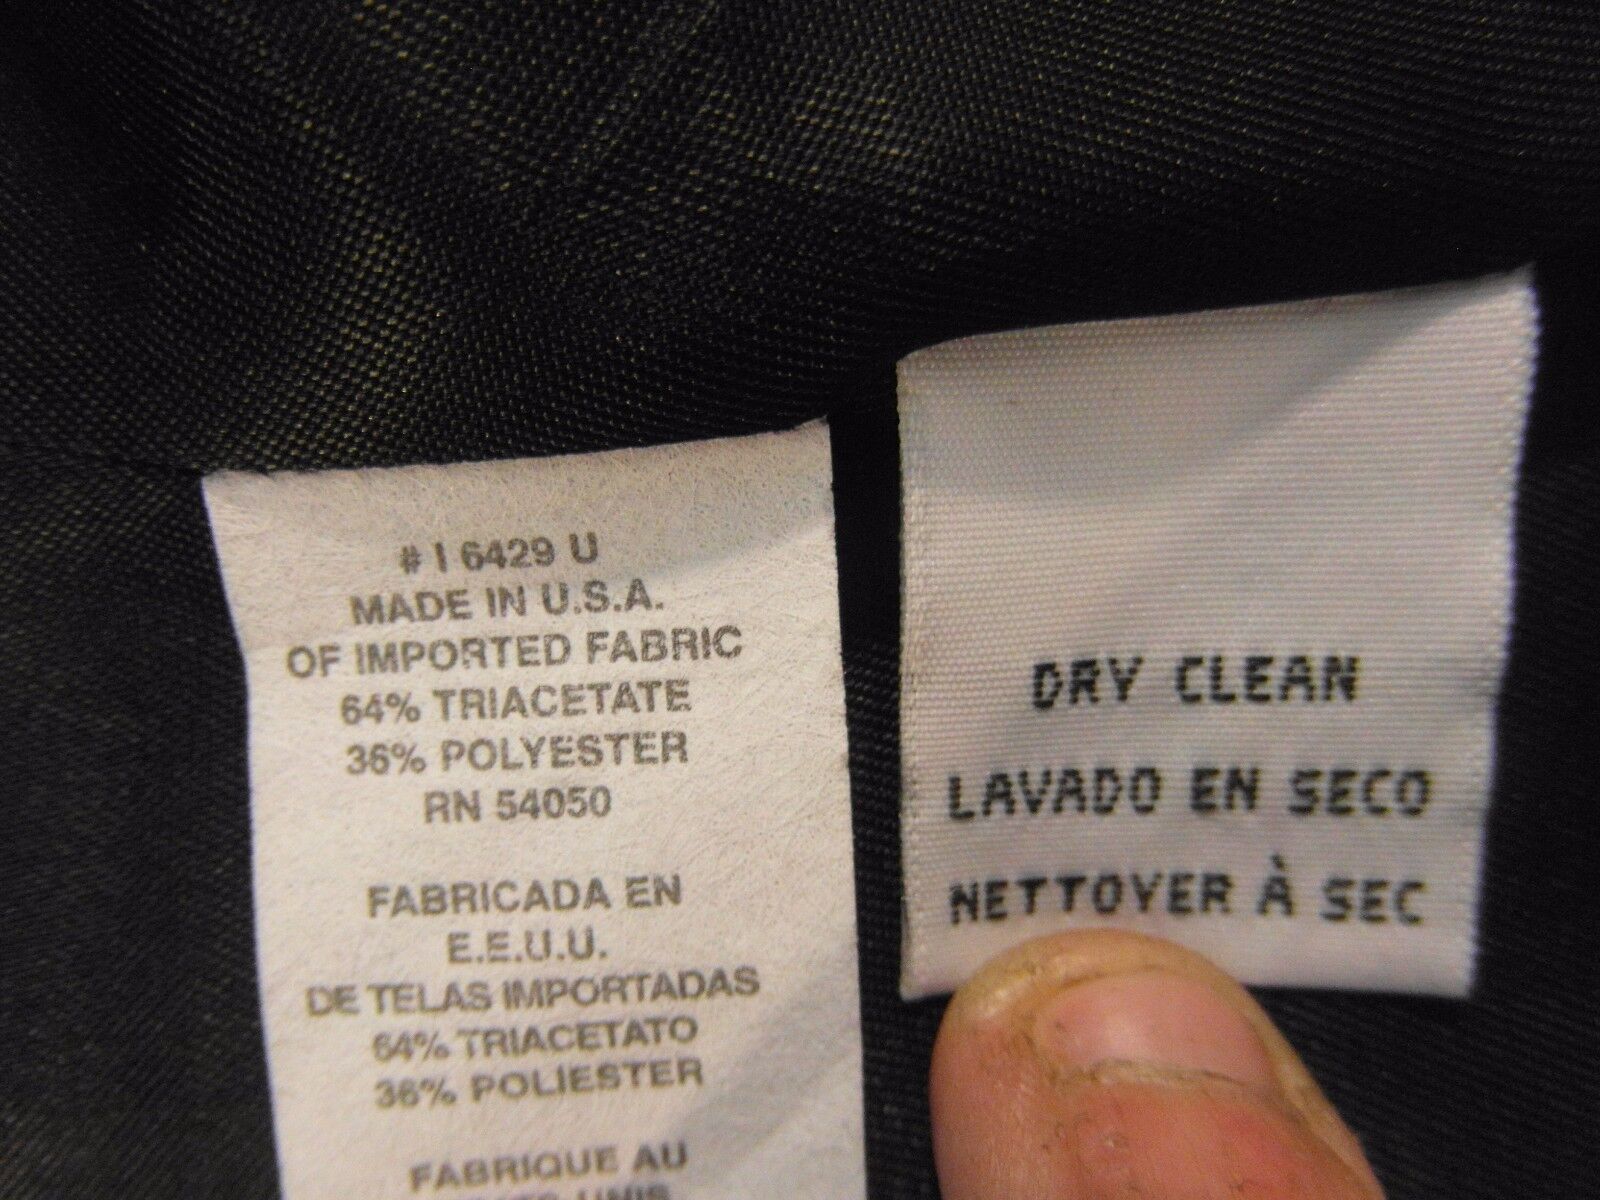 # I 6429 U
MADE IN U.S.A.
OF IMPORTED FABRIC
64% TRIACETATE
36% POLYESTER
RN 54050
FABRICADA EN
E.E.U.U.
DE TELAS IMPORTADAS
64% TRIACETATO
36% POLIESTER
FABRIQUE AU
DRY CLEAN
LAVADO EN SECO
NETTOYER À SEC